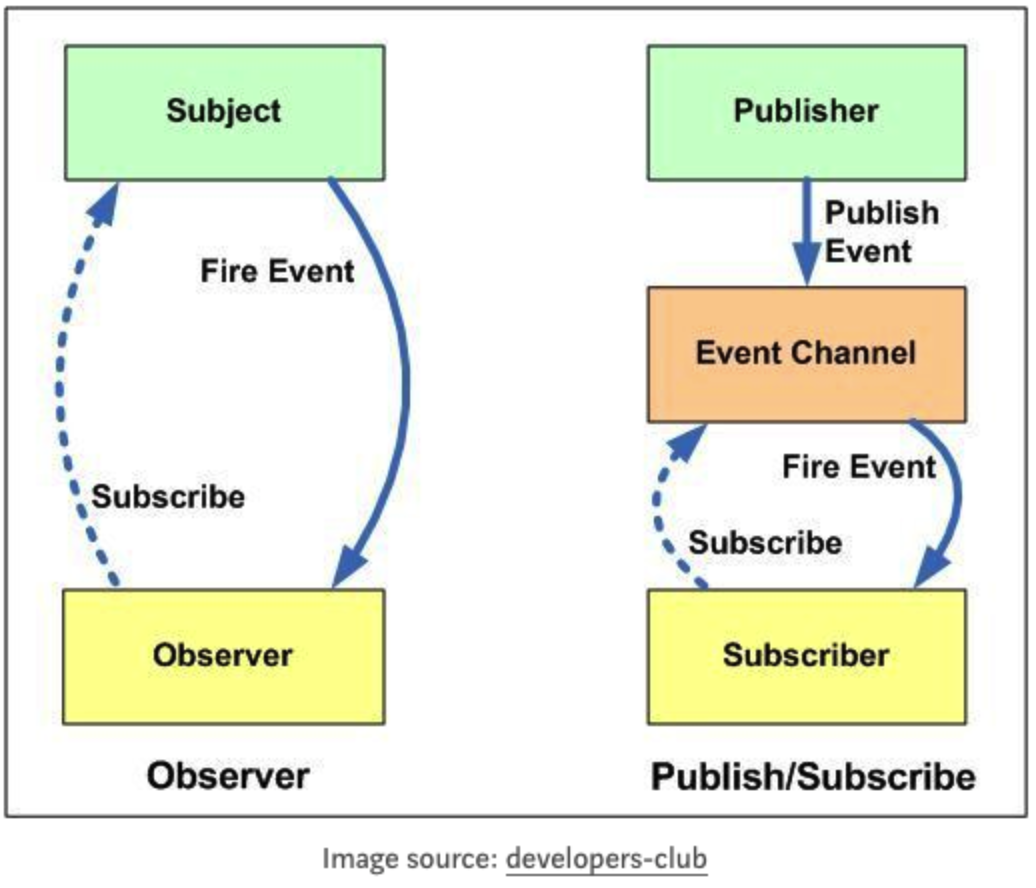 Subject
Fire Event
Subscribe
Observer
Observer
Publisher
Publish
Event
Event Channel
Fire Event
Subscribe
Subscriber
Publish/Subscribe
Image source: developers-club